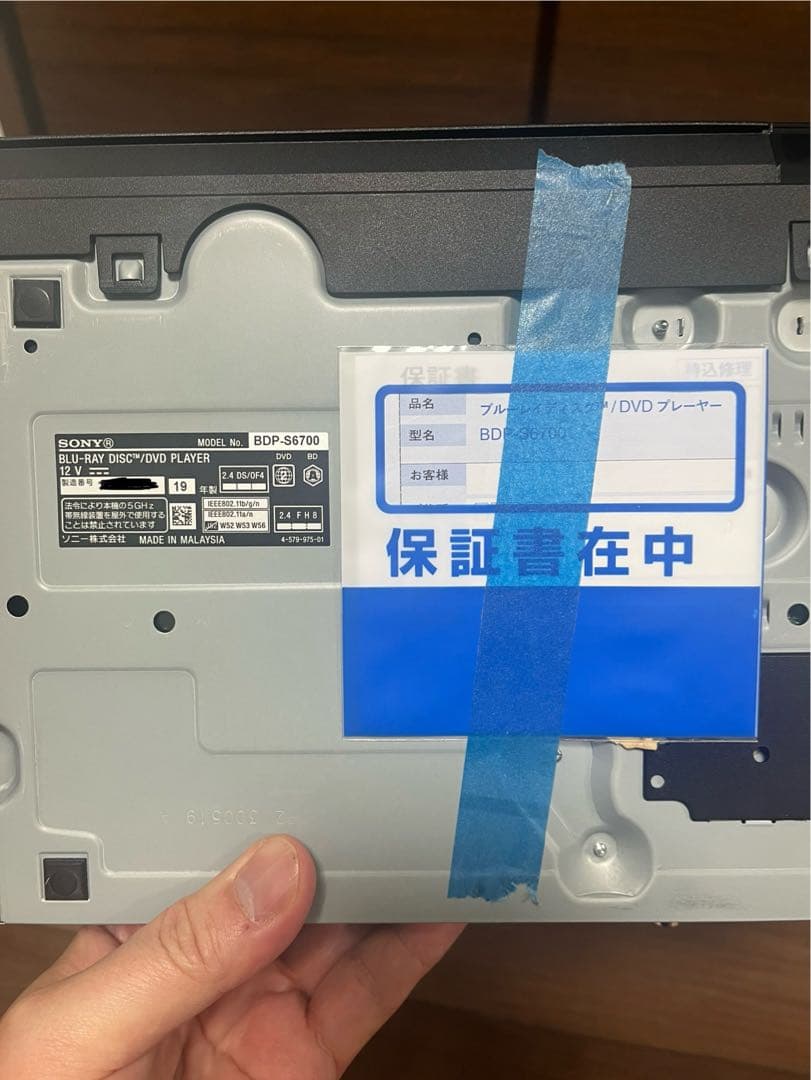 保証書
持込修理
品名
ブルーレイディスク™/DVDプレーヤー
型名
BDP-S6700
お客様
保証書在中
SONY®
MODEL No. BDP-S6700
BLU-RAY DISC™/DVD PLAYER
12 V
DVD
BD
製造番号
19 年製
2.4 DS/OF4
2
法令により本機の5GHz
帯無線装置を屋外で使用する
ことは禁止されています
IEEE802.11b/g/n
IEEE802.11a/n
W52 W53 W56
2.4 FH8
ソニー株式会社
MADE IN MALAYSIA
4-579-975-01